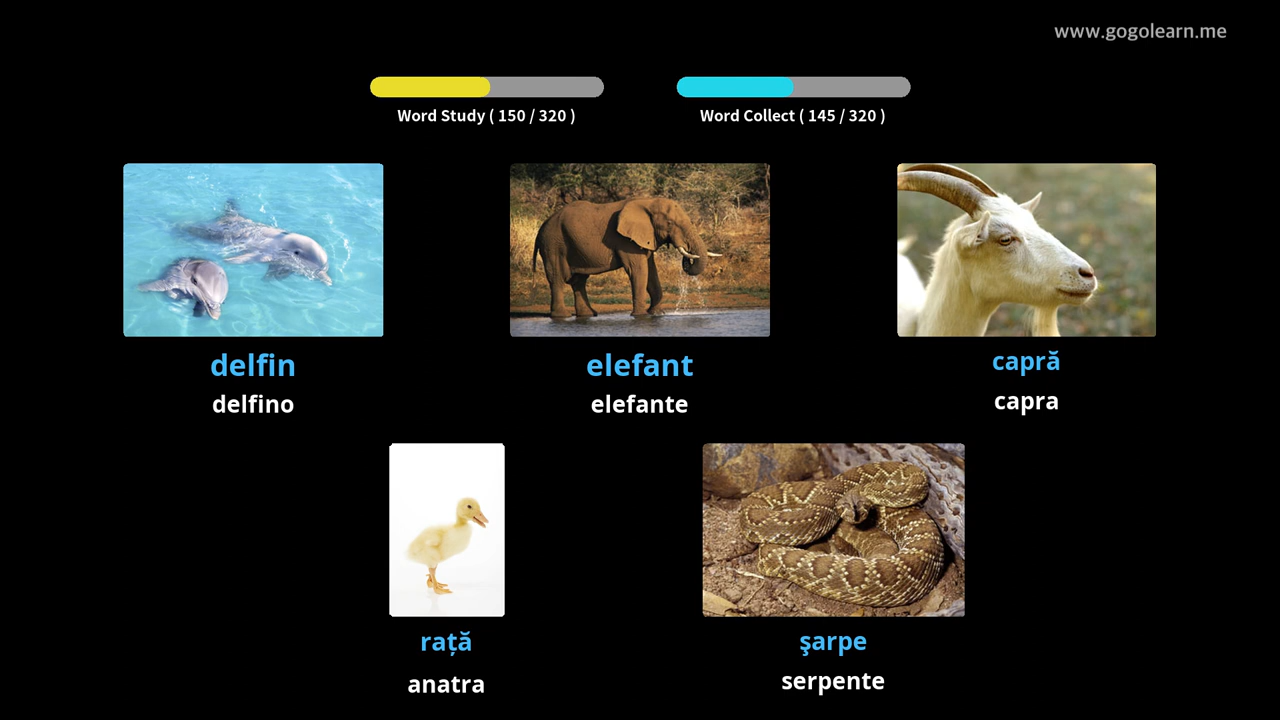 www.gogolearn.me
Word Study ( 150 / 320 )
Word Collect ( 145 / 320 )
delfin
delfino
elefant
elefante
capră
capra
rață
anatra
şarpe
serpente